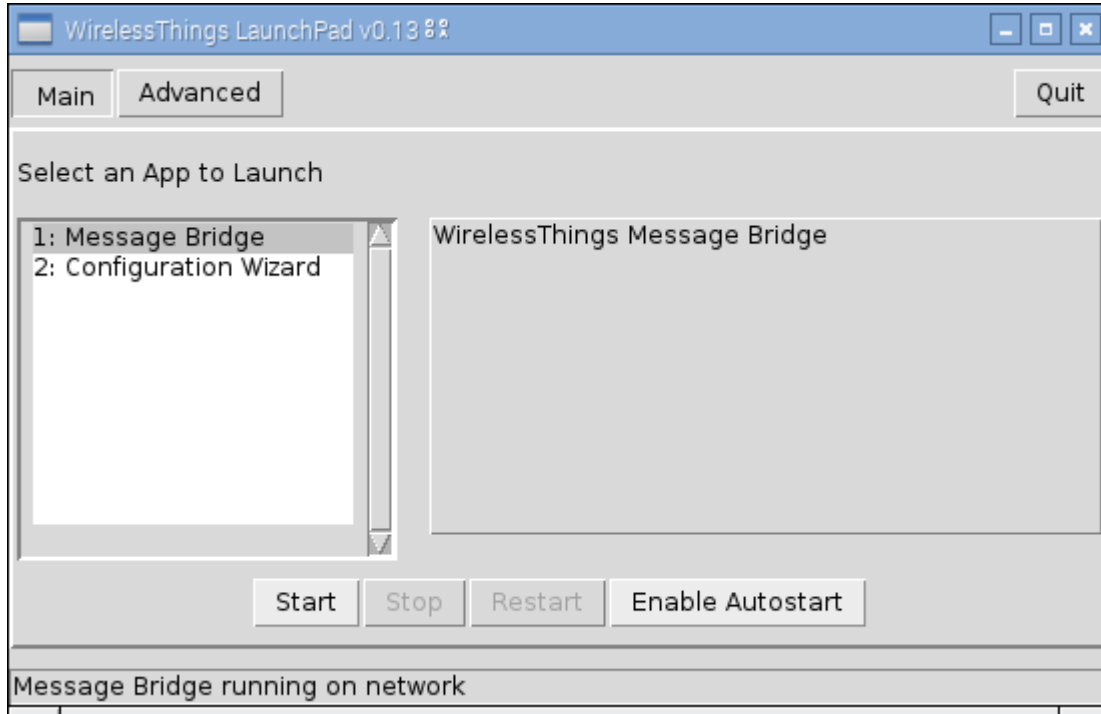 WirelessThings LaunchPad v0.13
Main Advanced Quit
Select an App to Launch
1: Message Bridge
2: Configuration Wizard
WirelessThings Message Bridge
Start Stop Restart Enable Autostart
Message Bridge running on network